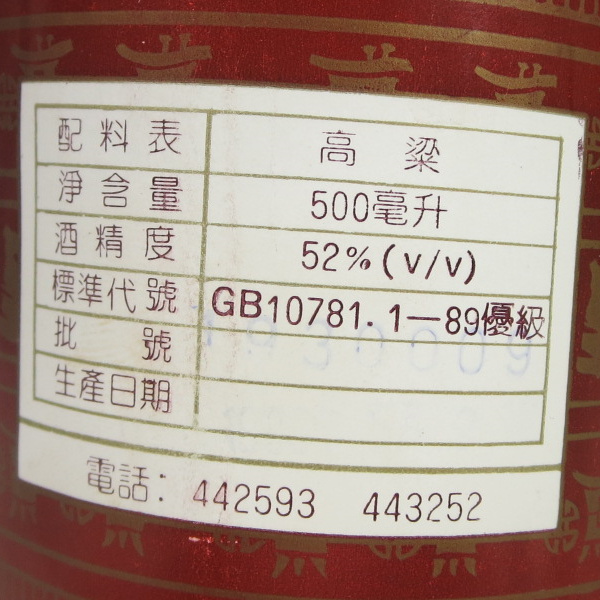 配料表 高粱
淨含量 500毫升
酒精度 52%(v/v)
標準代號 GB10781.1—89優級
批號
生產日期
電話: 442593 443252